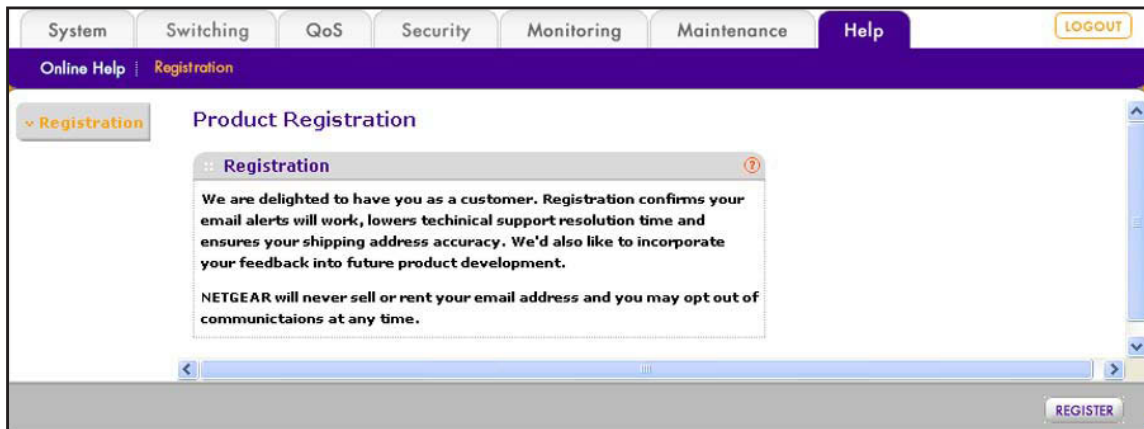 System Switching QoS Security Monitoring Maintenance Help LOGOUT
Online Help Registration
Registration
Product Registration
Registration
We are delighted to have you as a customer. Registration confirms your
email alerts will work, lowers techinical support resolution time and
ensures your shipping address accuracy. We'd also like to incorporate
your feedback into future product development.
NETGEAR will never sell or rent your email address and you may opt out of
communictaions at any time.
REGISTER